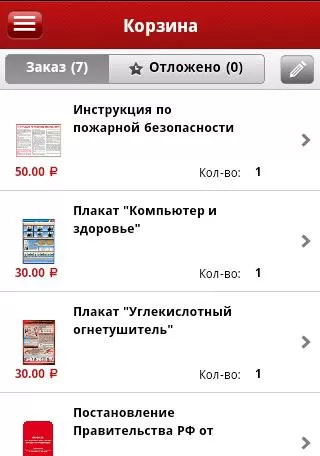 Корзина
Заказ (7)
Отложено (0)
Инструкция по
пожарной безопасности
50.00 ₽
Кол-во: 1
Плакат "Компьютер и
здоровье"
30.00 ₽
Кол-во: 1
Плакат "Углекислотный
огнетушитель"
30.00 ₽
Кол-во: 1
Постановление
Правительства РФ от